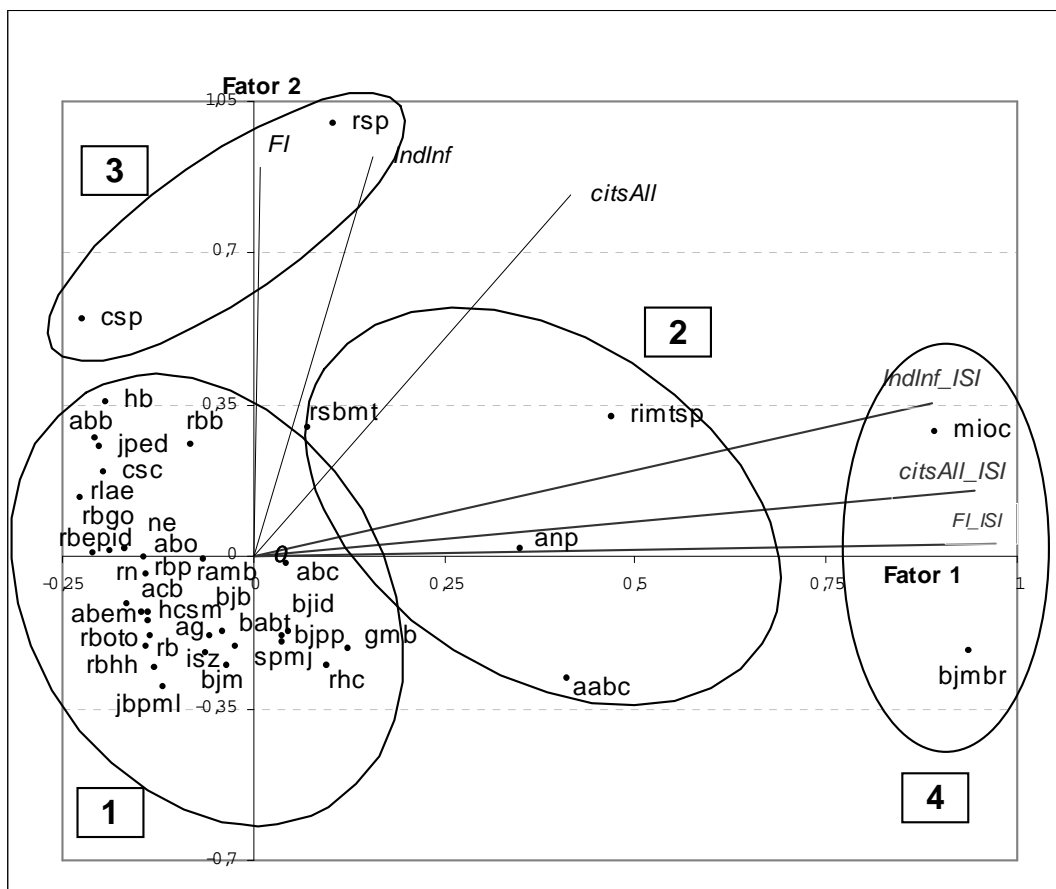 Fator 2
1,05
rsp
FI
IndInf
3
citsAll
0,7
csp
2
IndInf_ISI
0,35
hb
rsbmt
rimtsp
abb
rbb
mioc
jped
csc
citsAll_ISI
rlae
rbgo
ne
FI_ISI
rbepid
abo
0
anp
-0,25
rn
rbp
ramb
0
abc
0,25
0,5
0,75
Fator 1
1
acb
bjb
bjid
abem
hcsm
babt
rboto
ag
bjpp
gmb
rb
rbhh
isz
spmj
bjm
rhc
aabc
bjmbr
jbpml
-0,35
1
4
-0,7